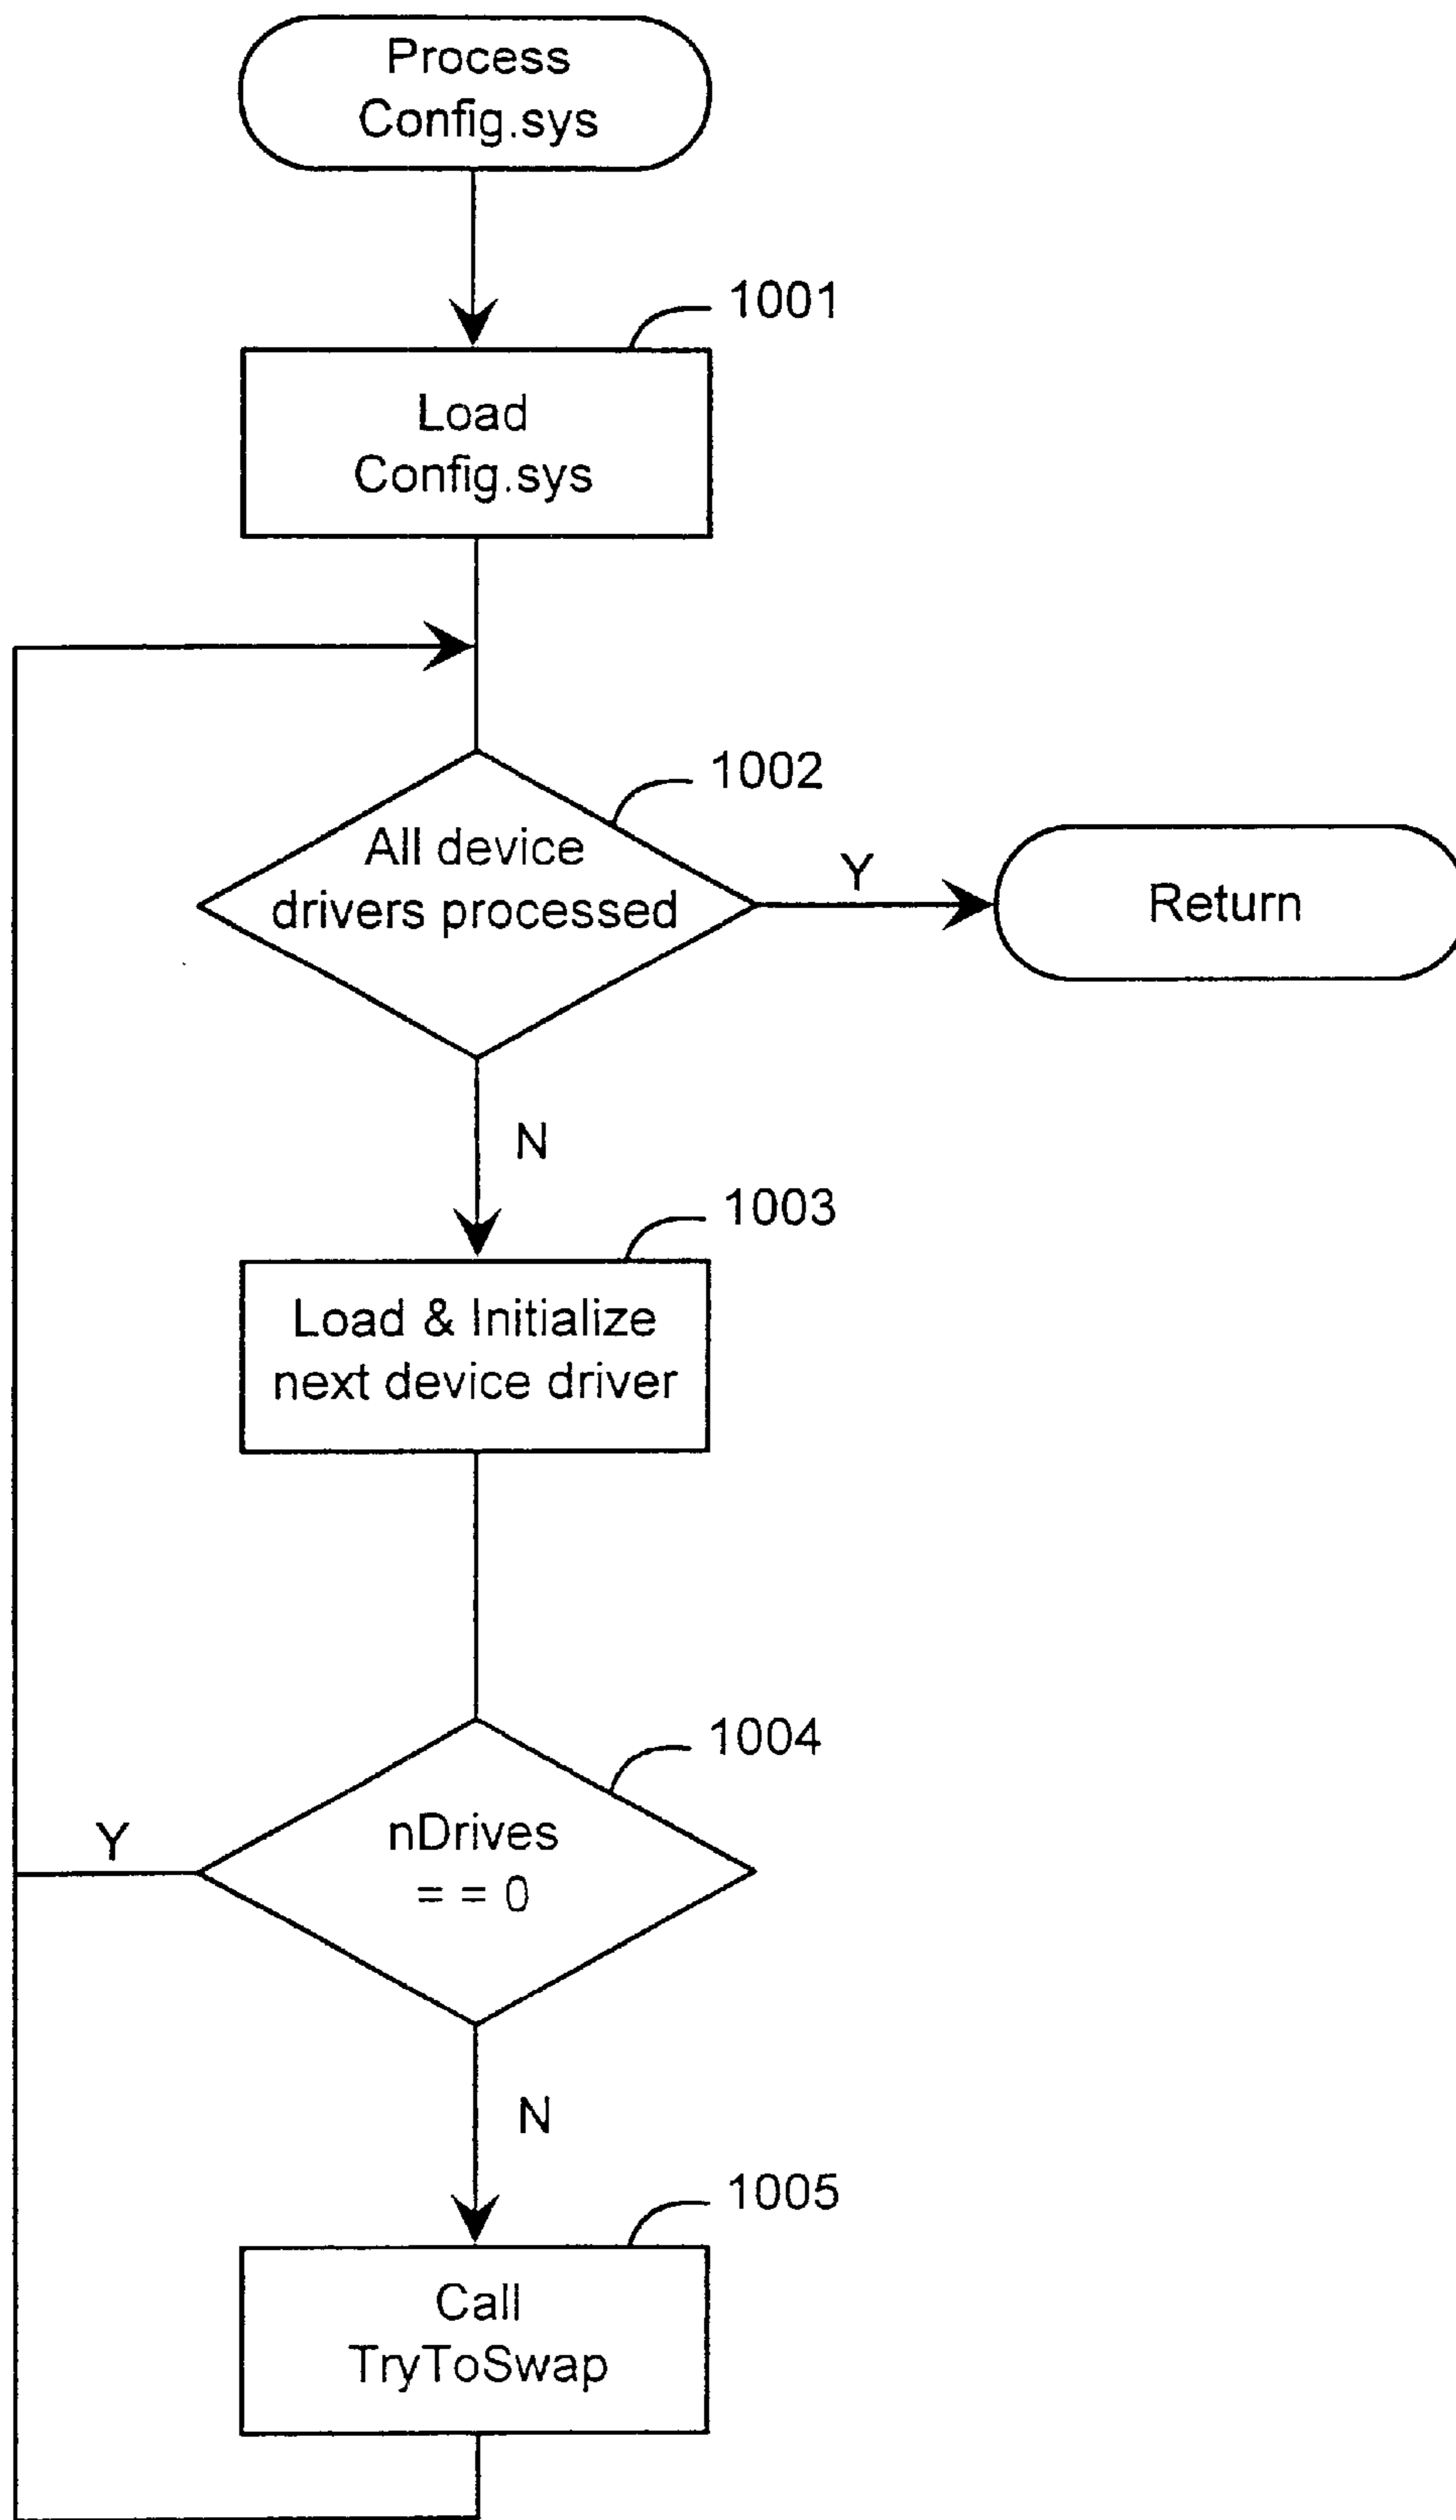 Process
Config.sys
1001
Load
Config.sys
1002
All device
drivers processed
Y
Return
N
1003
Load & Initialize
next device driver
1004
nDrives
= = 0
Y
N
1005
Call
TryToSwap